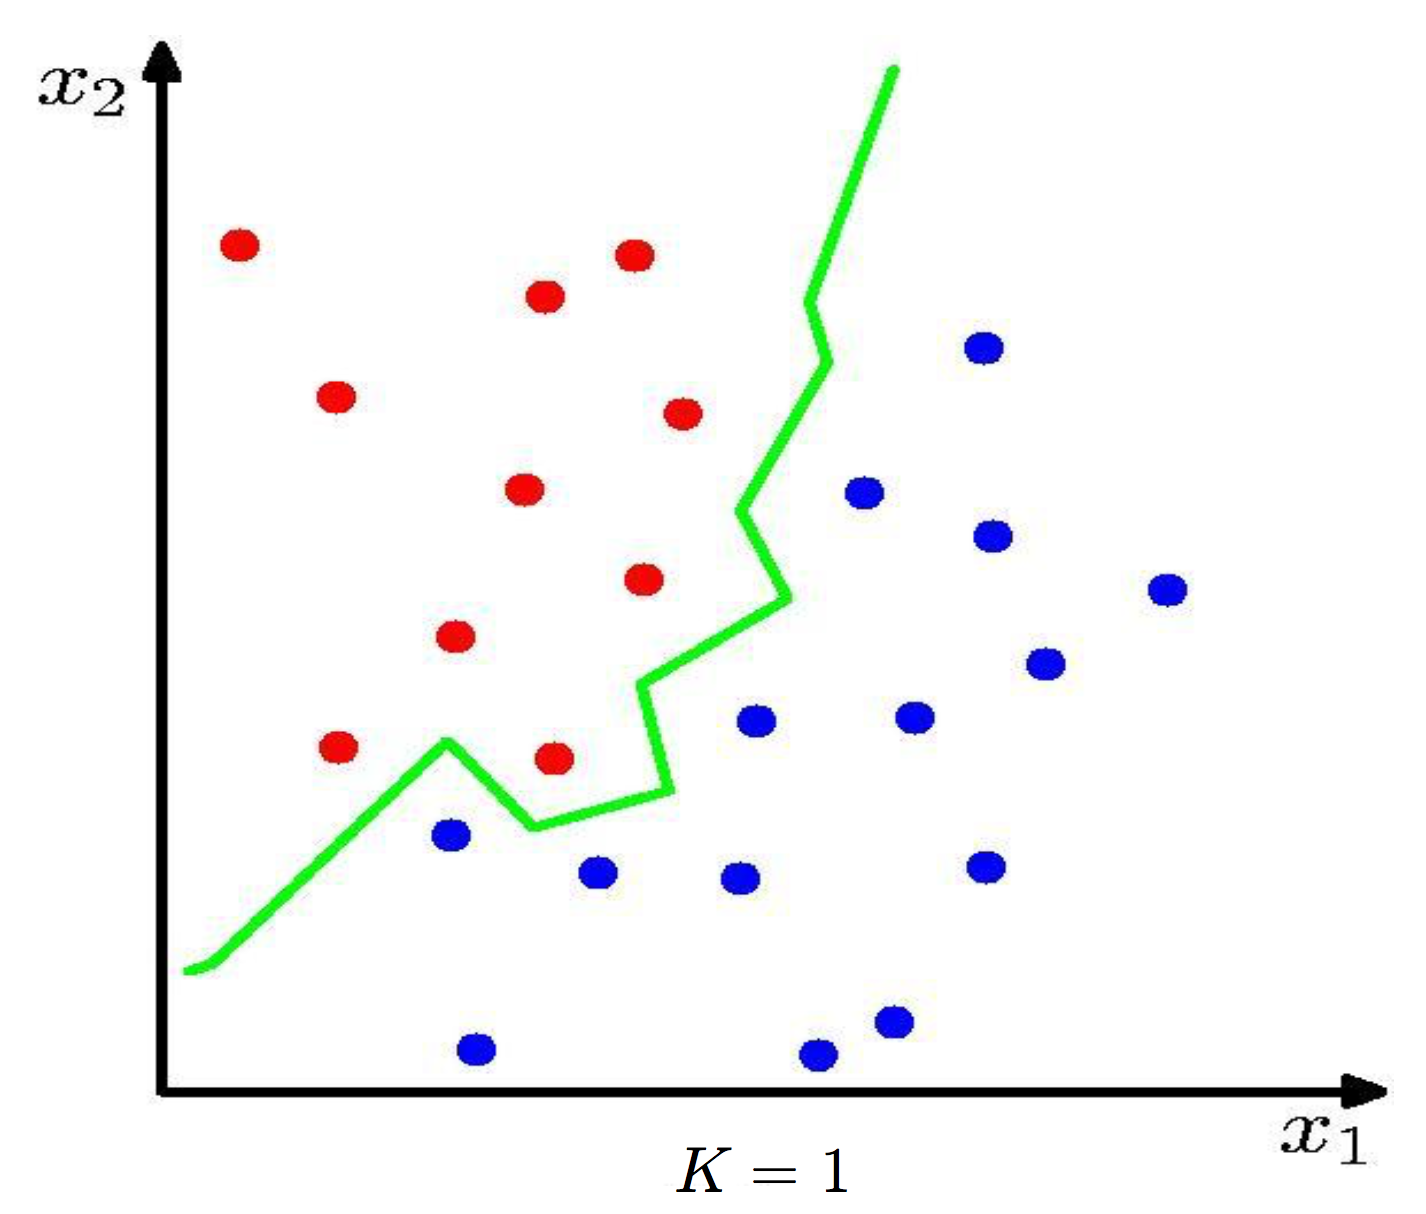 x₂
x₁
K = 1